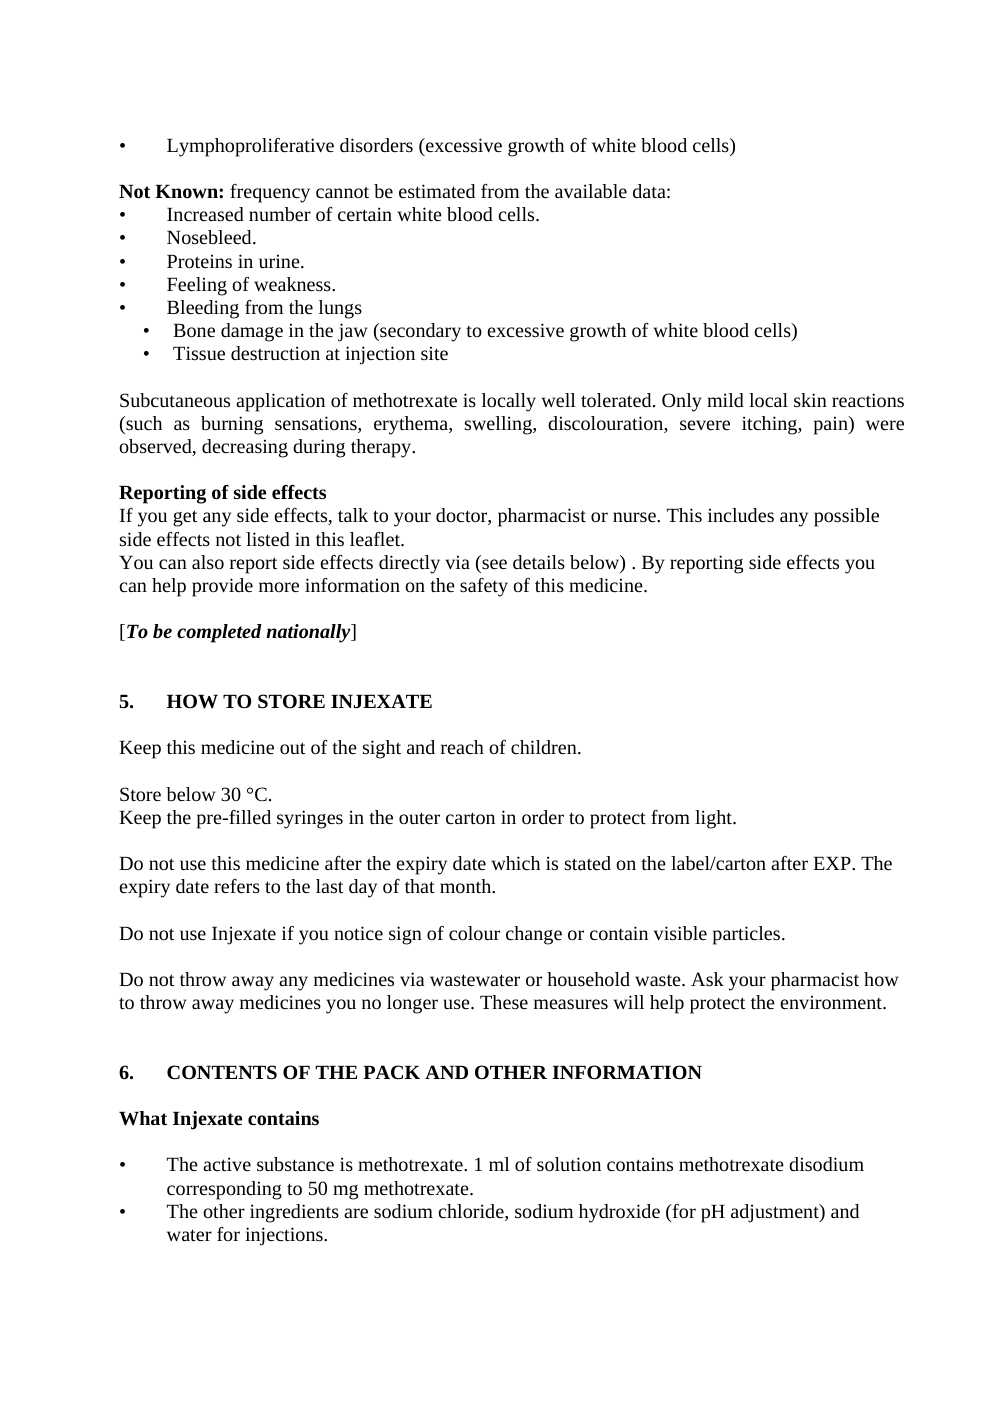 • Lymphoproliferative disorders (excessive growth of white blood cells)
Not Known: frequency cannot be estimated from the available data:
• Increased number of certain white blood cells.
• Nosebleed.
• Proteins in urine.
• Feeling of weakness.
• Bleeding from the lungs
• Bone damage in the jaw (secondary to excessive growth of white blood cells)
• Tissue destruction at injection site
Subcutaneous application of methotrexate is locally well tolerated. Only mild local skin reactions
(such as burning sensations, erythema, swelling, discolouration, severe itching, pain) were
observed, decreasing during therapy.
Reporting of side effects
If you get any side effects, talk to your doctor, pharmacist or nurse. This includes any possible
side effects not listed in this leaflet.
You can also report side effects directly via (see details below) . By reporting side effects you
can help provide more information on the safety of this medicine.
[To be completed nationally]
5. HOW TO STORE INJEXATE
Keep this medicine out of the sight and reach of children.
Store below 30 °C.
Keep the pre-filled syringes in the outer carton in order to protect from light.
Do not use this medicine after the expiry date which is stated on the label/carton after EXP. The
expiry date refers to the last day of that month.
Do not use Injexate if you notice sign of colour change or contain visible particles.
Do not throw away any medicines via wastewater or household waste. Ask your pharmacist how
to throw away medicines you no longer use. These measures will help protect the environment.
6. CONTENTS OF THE PACK AND OTHER INFORMATION
What Injexate contains
• The active substance is methotrexate. 1 ml of solution contains methotrexate disodium
corresponding to 50 mg methotrexate.
• The other ingredients are sodium chloride, sodium hydroxide (for pH adjustment) and
water for injections.